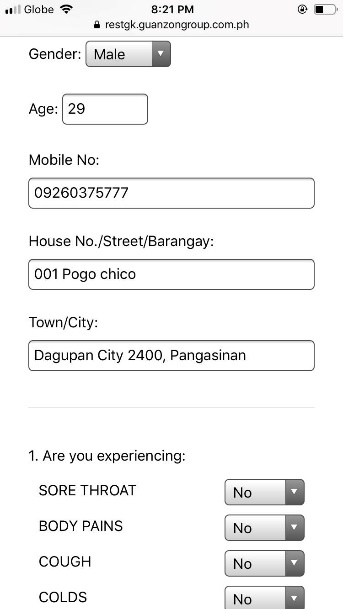 Globe 8:21 PM
restgk.guanzongroup.com.ph
Gender: Male
Age: 29
Mobile No:
09260375777
House No./Street/Barangay:
001 Pogo chico
Town/City:
Dagupan City 2400, Pangasinan
1. Are you experiencing:
SORE THROAT No
BODY PAINS No
COUGH No
COLDS No